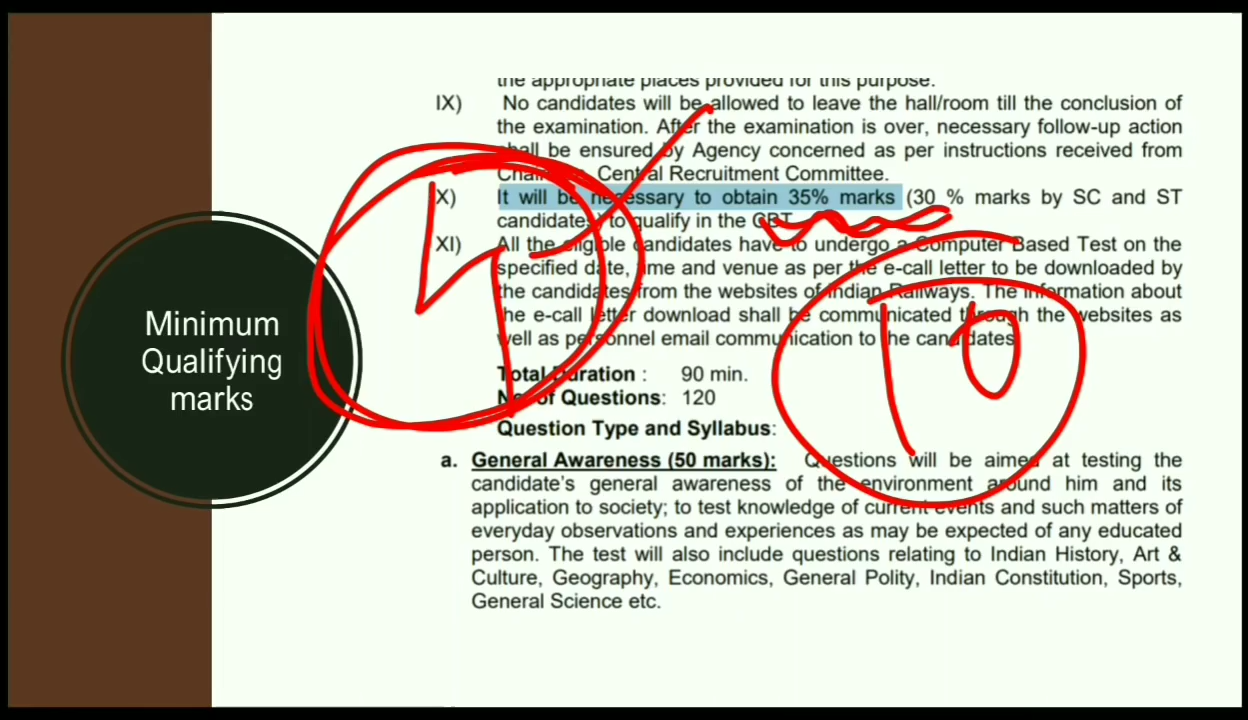 Minimum
Qualifying
marks
the appropriate places provided for this purpose.
IX) No candidates will be allowed to leave the hall/room till the conclusion of
the examination. After the examination is over, necessary follow-up action
shall be ensured by Agency concerned as per instructions received from
Chairman, Central Recruitment Committee.
X) It will be necessary to obtain 35% marks (30 % marks by SC and ST
candidates) to qualify in the CBT
XI) All the eligible candidates have to undergo a Computer Based Test on the
specified date, time and venue as per the e-call letter to be downloaded by
the candidates from the websites of Indian Railways. The information about
the e-call letter download shall be communicated through the websites as
well as personnel email communication to the candidates
Total Duration : 90 min.
No of Questions: 120
Question Type and Syllabus:
a. General Awareness (50 marks): Questions will be aimed at testing the
candidate's general awareness of the environment around him and its
application to society; to test knowledge of current events and such matters of
everyday observations and experiences as may be expected of any educated
person. The test will also include questions relating to Indian History, Art &
Culture, Geography, Economics, General Polity, Indian Constitution, Sports,
General Science etc.